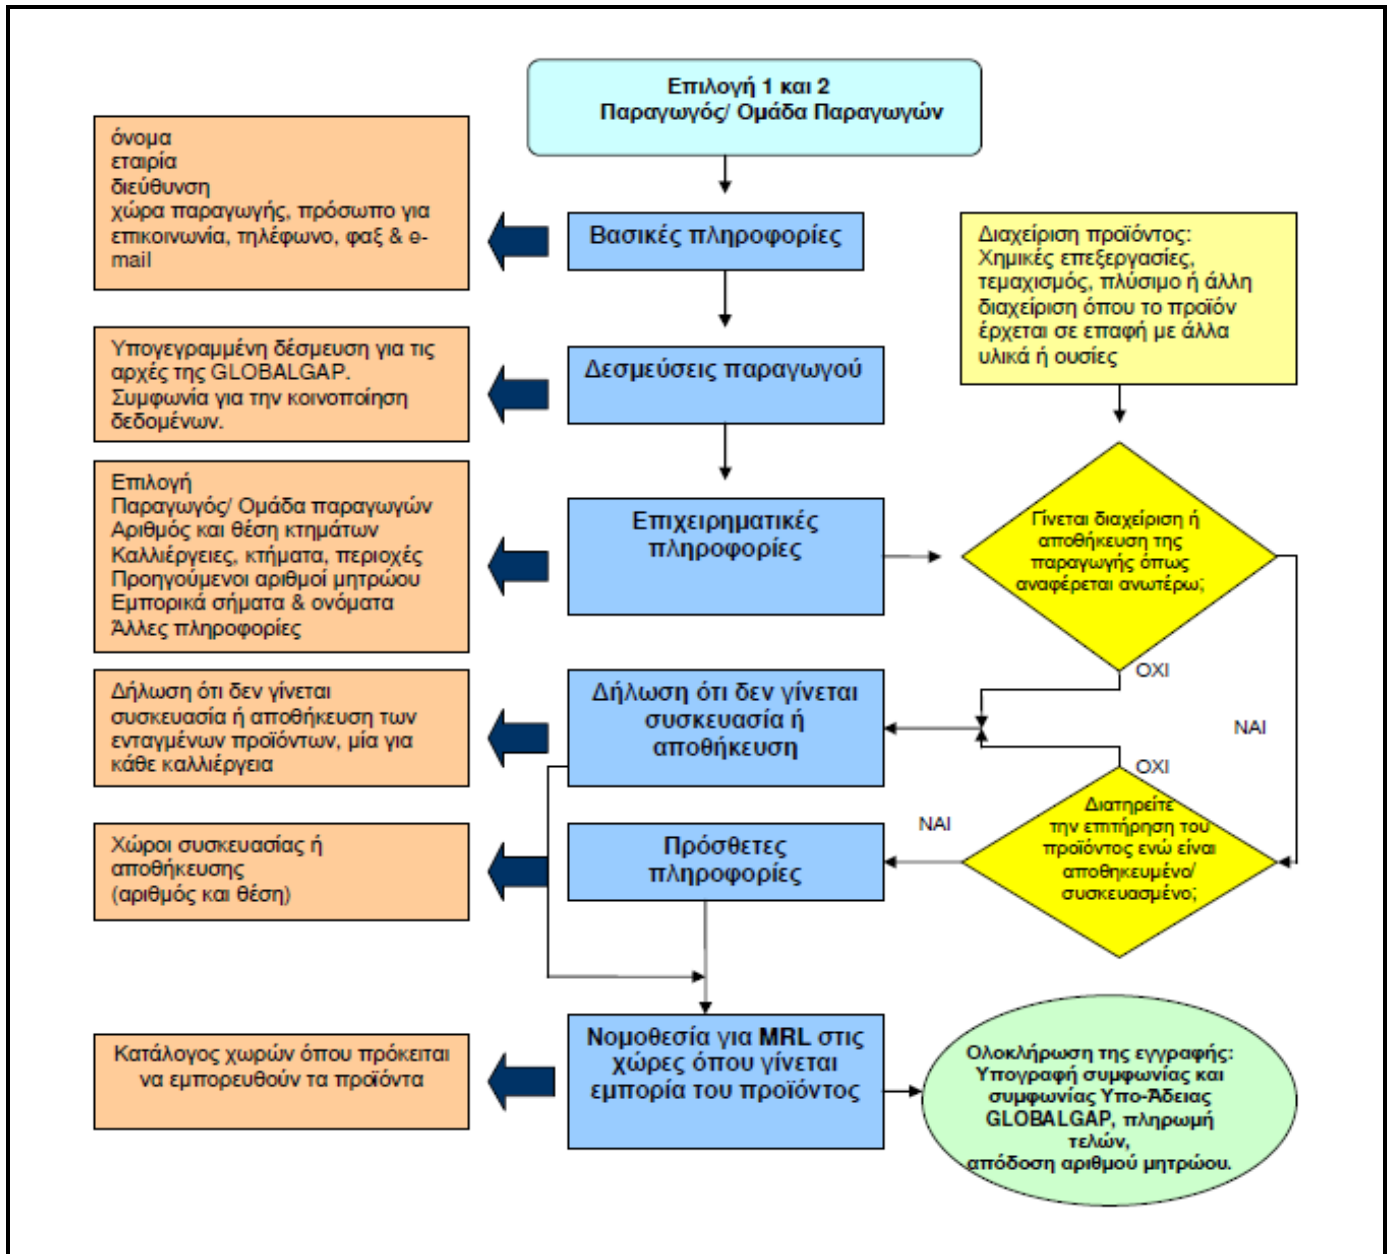 Επιλογή 1 και 2
Παραγωγός/ Ομάδα Παραγωγών
όνομα
εταιρία
διεύθυνση
χώρα παραγωγής, πρόσωπο για
επικοινωνία, τηλέφωνο, φαξ & e-
mail
Βασικές πληροφορίες
Διαχείριση προϊόντος:
Χημικές επεξεργασίες,
τεμαχισμός, πλύσιμο ή άλλη
διαχείριση όπου το προϊόν
έρχεται σε επαφή με άλλα
υλικά ή ουσίες
Υπογεγραμμένη δέσμευση για τις
αρχές της GLOBALGAP.
Συμφωνία για την κοινοποίηση
δεδομένων.
Δεσμεύσεις παραγωγού
Επιλογή
Παραγωγός/ Ομάδα παραγωγών
Αριθμός και θέση κτημάτων
Καλλιέργειες, κτήματα, περιοχές
Προηγούμενοι αριθμοί μητρώου
Εμπορικά σήματα & ονόματα
Άλλες πληροφορίες
Επιχειρηματικές
πληροφορίες
Γίνεται διαχείριση ή
αποθήκευση της
παραγωγής όπως
αναφέρεται ανωτέρω;
ΟΧΙ
ΝΑΙ
Δήλωση ότι δεν γίνεται
συσκευασία ή αποθήκευση των
ενταγμένων προϊόντων, μία για
κάθε καλλιέργεια
Δήλωση ότι δεν γίνεται
συσκευασία ή
αποθήκευση
ΟΧΙ
Διατηρείτε
την επιτήρηση του
προϊόντος ενώ είναι
αποθηκευμένο/
συσκευασμένο;
ΝΑΙ
Χώροι συσκευασίας ή
αποθήκευσης
(αριθμός και θέση)
Πρόσθετες
πληροφορίες
Κατάλογος χωρών όπου πρόκειται
να εμπορευθούν τα προϊόντα
Νομοθεσία για MRL στις
χώρες όπου γίνεται
εμπορία του προϊόντος
Ολοκλήρωση της εγγραφής:
Υπογραφή συμφωνίας και
συμφωνίας Υπο-Άδειας
GLOBALGAP, πληρωμή
τελών,
απόδοση αριθμού μητρώου.